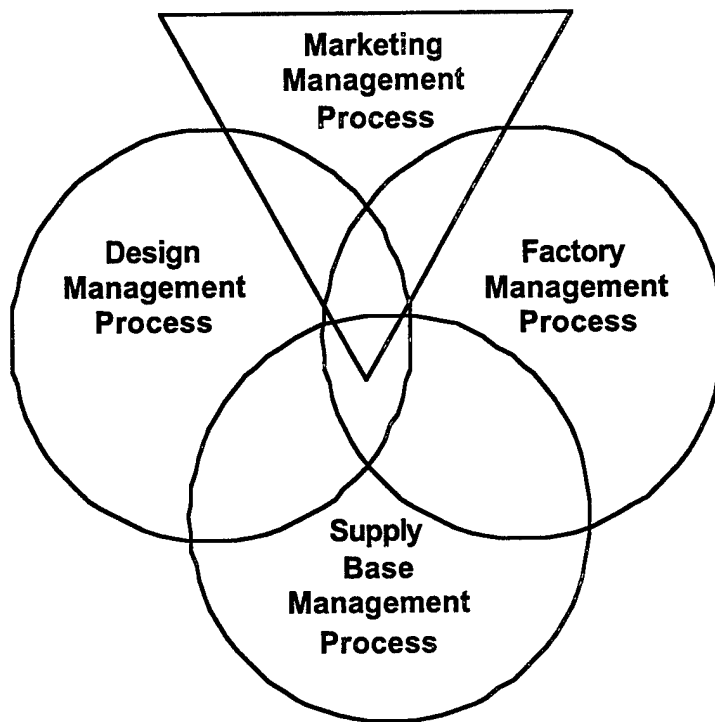 Marketing
Management
Process
Design
Management
Process
Factory
Management
Process
Supply
Base
Management
Process